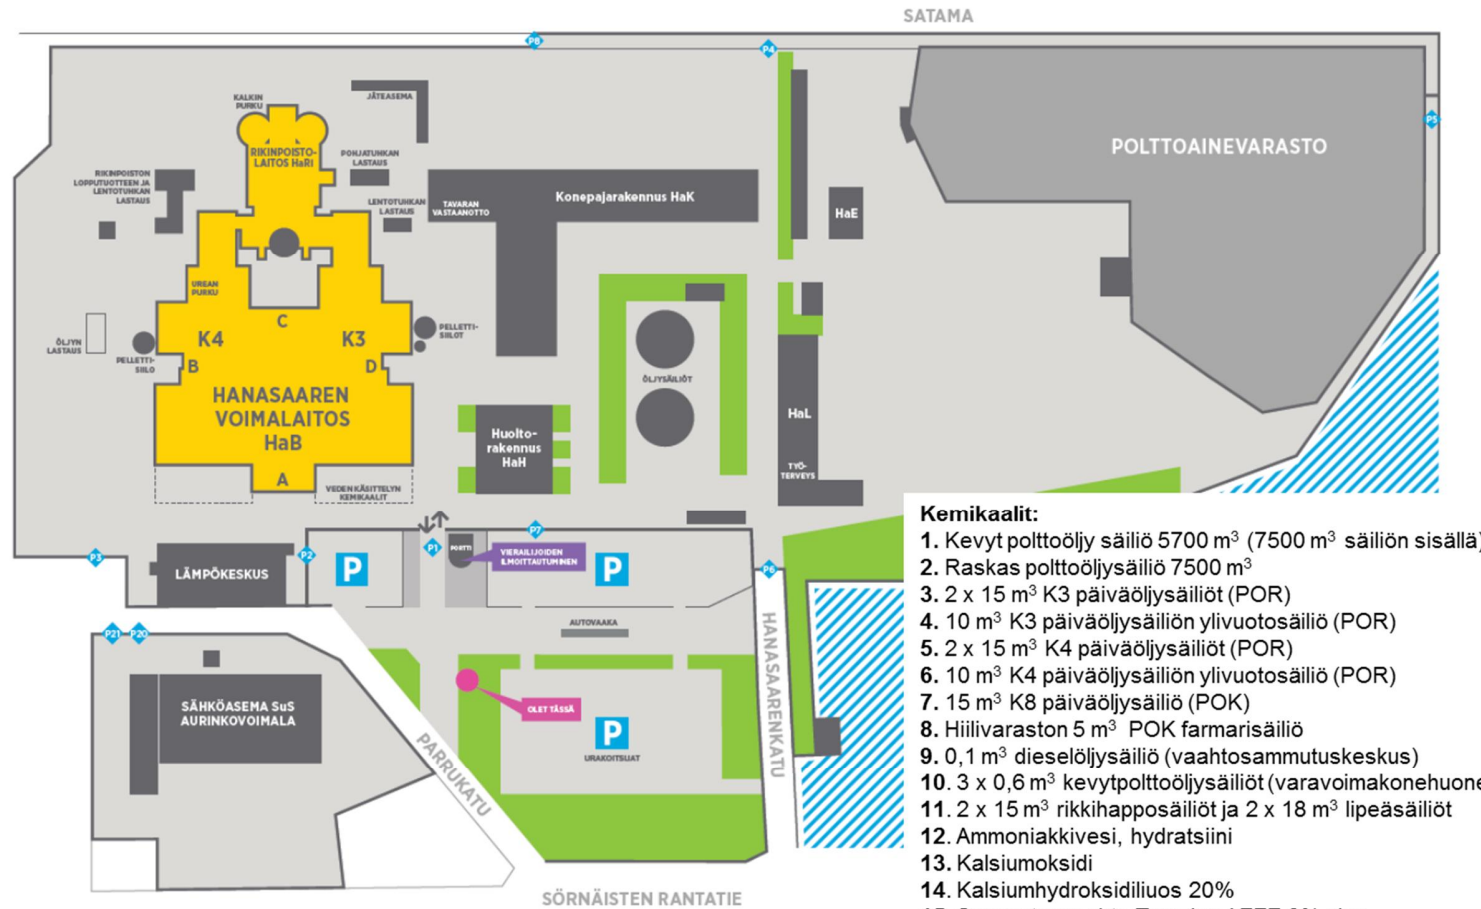 SATAMA
P8
P4
KALKIN
PURKU
JÄTEASEMA
P5
RIKINPOISTO-
LAITOS HaRi
POHJATUHKAN
LASTAUS
POLTTOAINEVARASTO
RIKINPOISTON
LOPPUTUOTTEEN JA
LENTOTUHKAN
LASTAUS
LENTOTUHKAN
LASTAUS
TAVARAN
VASTAANOTTO
Konepajarakennus HaK
HaE
UREAN
PURKU
C
K4
K3
PELLETTI-
SIILOT
ÖLJYN
LASTAUS
PELLETTI-
SIILO
B
D
ÖLJYSÄILIÖT
HANASAAREN
VOIMALAITOS
HaB
HaL
Huolto-
rakennus
HaH
TYÖ-
TERVEYS
A
VEDEN KÄSITTELYN
KEMIKAALIT
P7
P3
P2
P1
PORTTI
VIERAILIJOIDEN
ILMOITTAUTUMINEN
P
P
P6
LÄMPÖKESKUS
AUTOVAAKA
P21
P20
HANASAARENKATU
OLET TÄSSÄ
SÄHKÖASEMA SuS
AURINKOVOIMALA
P
URAKOITSIJAT
PARRUKATU
SÖRNÄISTEN RANTATIE
Kemikaalit:
1. Kevyt polttoöljy säiliö 5700 m³ (7500 m³ säiliön sisällä)
2. Raskas polttoöljysäiliö 7500 m³
3. 2 x 15 m³ K3 päiväöljysäiliöt (POR)
4. 10 m³ K3 päiväöljysäiliön ylivuotosäiliö (POR)
5. 2 x 15 m³ K4 päiväöljysäiliöt (POR)
6. 10 m³ K4 päiväöljysäiliön ylivuotosäiliö (POR)
7. 15 m³ K8 päiväöljysäiliö (POK)
8. Hiilivaraston 5 m³ POK farmarisäiliö
9. 0,1 m³ dieselöljysäiliö (vaahtosammutuskeskus)
10. 3 x 0,6 m³ kevytpolttoöljysäiliöt (varavoimakonehuone
11. 2 x 15 m³ rikkihapposäiliöt ja 2 x 18 m³ lipeäsäiliöt
12. Ammoniakkivesi, hydratsiini
13. Kalsiumoksidi
14. Kalsiumhydroksidiliuos 20%